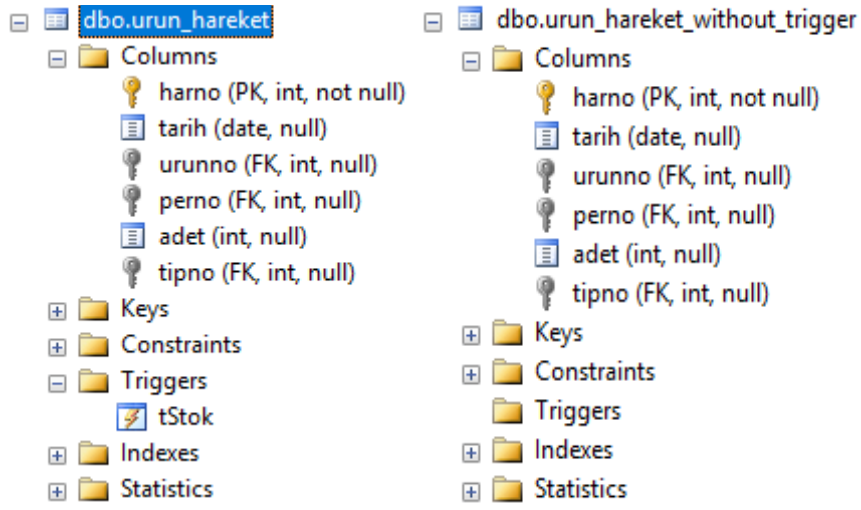 dbo.urun_hareket
Columns
harno (PK, int, not null)
tarih (date, null)
urunno (FK, int, null)
perno (FK, int, null)
adet (int, null)
tipno (FK, int, null)
Keys
Constraints
Triggers
tStok
Indexes
Statistics
dbo.urun_hareket_without_trigger
Columns
harno (PK, int, not null)
tarih (date, null)
urunno (FK, int, null)
perno (FK, int, null)
adet (int, null)
tipno (FK, int, null)
Keys
Constraints
Triggers
Indexes
Statistics